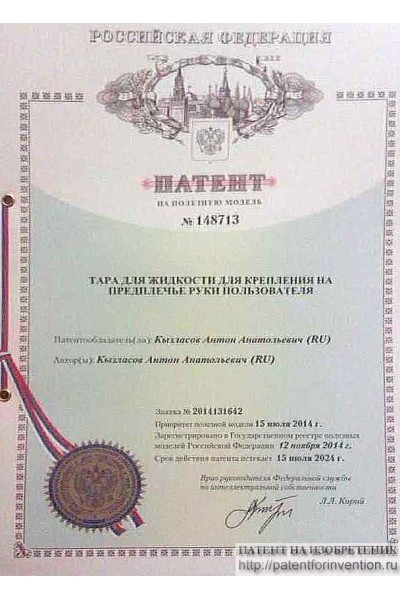 РОССИЙСКАЯ ФЕДЕРАЦИЯ
ПАТЕНТ
НА ПОЛЕЗНУЮ МОДЕЛЬ
№ 148713
ТАРА ДЛЯ ЖИДКОСТИ ДЛЯ КРЕПЛЕНИЯ НА
ПРЕДПЛЕЧЬЕ РУКИ ПОЛЬЗОВАТЕЛЯ
Патентообладатель(ли): Кызласов Антон Анатольевич (RU)
Автор(ы): Кызласов Антон Анатольевич (RU)
Заявка № 2014131642
Приоритет полезной модели 15 июля 2014 г.
Зарегистрировано в Государственном реестре полезных
моделей Российской Федерации 12 ноября 2014 г.
Срок действия патента истекает 15 июля 2024 г.
Врио руководителя Федеральной службы
по интеллектуальной собственности
Л.Л. Кирий
ПАТЕНТ НА ИЗОБРЕТЕНИЕ
http://patentforinvention.ru/